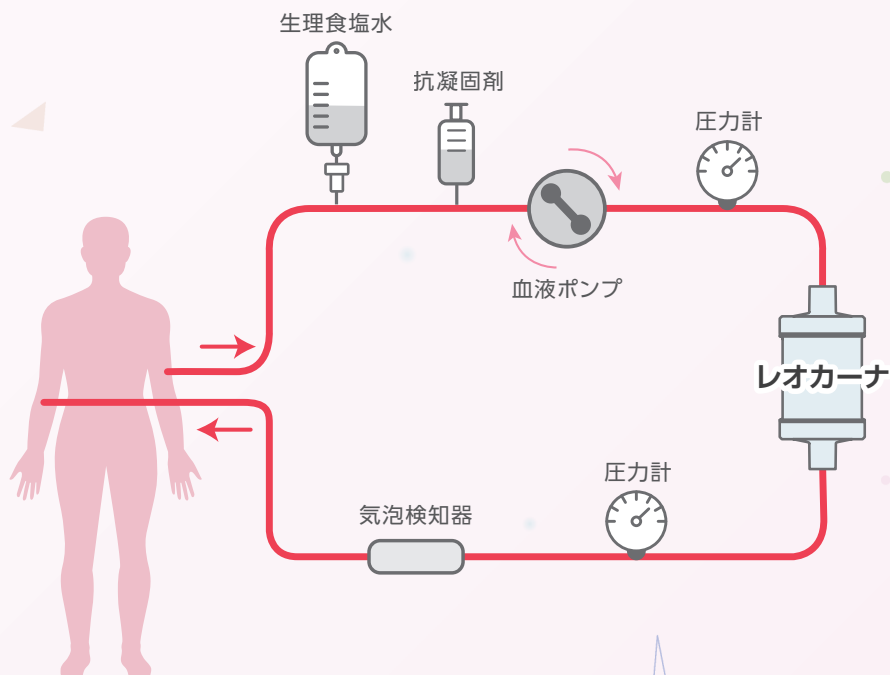 生理食塩水
抗凝固剤
圧力計
血液ポンプ
レオカーナ
圧力計
気泡検知器